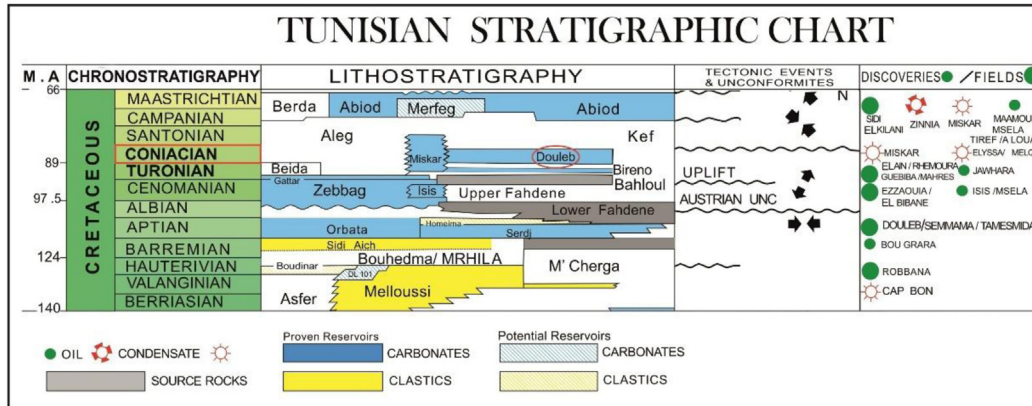 TUNISIAN STRATIGRAPHIC CHART
M.A CHRONOSTRATIGRAPHY LITHOSTRATIGRAPHY TECTONIC EVENTS & UNCONFORMITES DISCOVERIES /FIELDS
66
89
97.5
124
140
CRETACEOUS
MAASTRICHTIAN
CAMPANIAN
SANTONIAN
CONIACIAN
TURONIAN
CENOMANIAN
ALBIAN
APTIAN
BARREMIAN
HAUTERIVIAN
VALANGINIAN
BERRIASIAN
Berda Abiod Merfeg Abiod
Aleg Kef
Miskar Douleb
Beida Bireno
Gattar Bahloul
Zebbag Isis Upper Fahdene
Lower Fahdene
Orbata Homeima Serdj
Sidi Aich
Boudinar Bouhedma/ MRHILA M' Cherga
DL 101
Asfer Melloussi
N
UPLIFT
AUSTRIAN UNC
SIDI ELKILANI ZINNIA MISKAR MAAMOU
MSELA
TIREF /A LOU/
MISKAR ELYSSA/ MELO
ELAIN / RHEMOURA
GUEBIBA/MAHRES JAWHARA
EZZAOUIA / EL BIBANE ISIS /MSELA
DOULEB/SEMMAMA / TAMESMIDA
BOU GRARA
ROBBANA
CAP BON
OIL CONDENSATE
SOURCE ROCKS
Proven Reservoirs
CARBONATES
CLASTICS
Potential Reservoirs
CARBONATES
CLASTICS